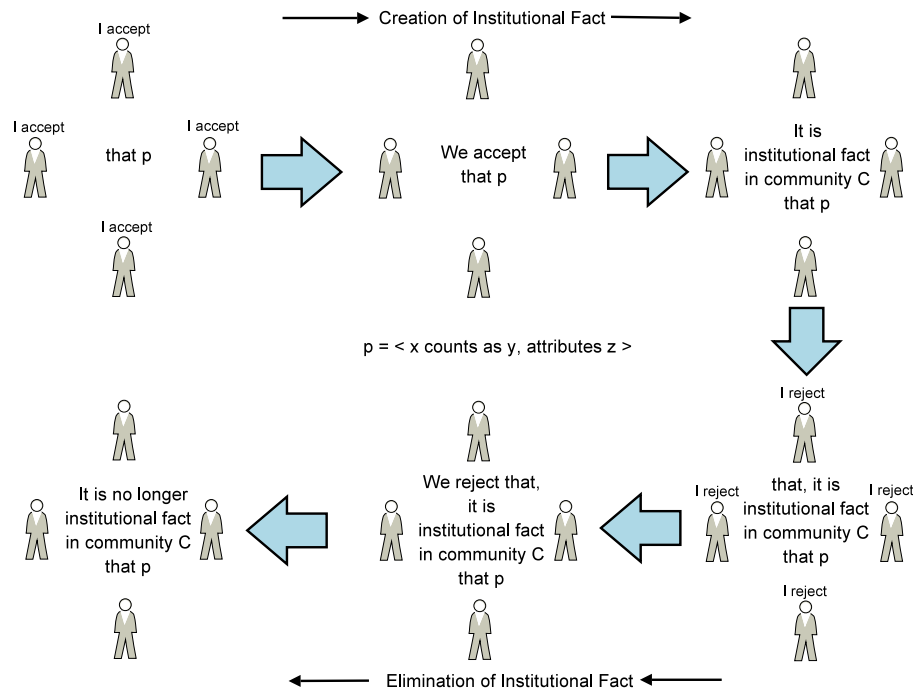 Creation of Institutional Fact
I accept
I accept
that p
I accept
I accept
We accept
that p
It is
institutional fact
in community C
that p
p = < x counts as y, attributes z >
It is no longer
institutional fact
in community C
that p
We reject that,
it is
institutional fact
in community C
that p
I reject
I reject
that, it is
institutional fact
in community C
that p
I reject
I reject
Elimination of Institutional Fact